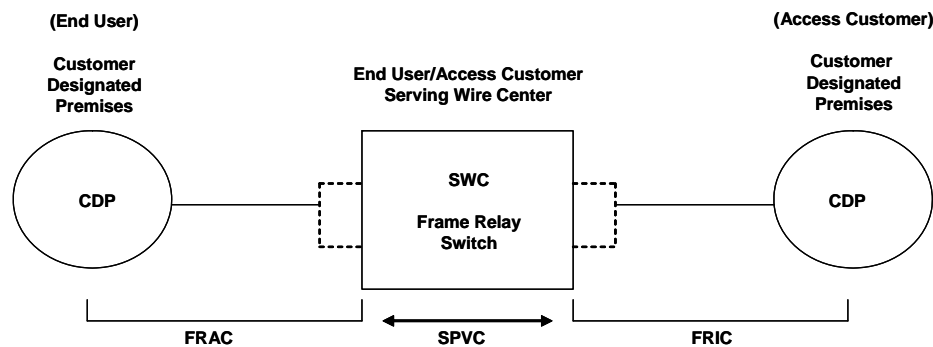 (End User)
Customer
Designated
Premises
CDP
End User/Access Customer
Serving Wire Center
SWC
Frame Relay
Switch
(Access Customer)
Customer
Designated
Premises
CDP
FRAC
SPVC
FRIC